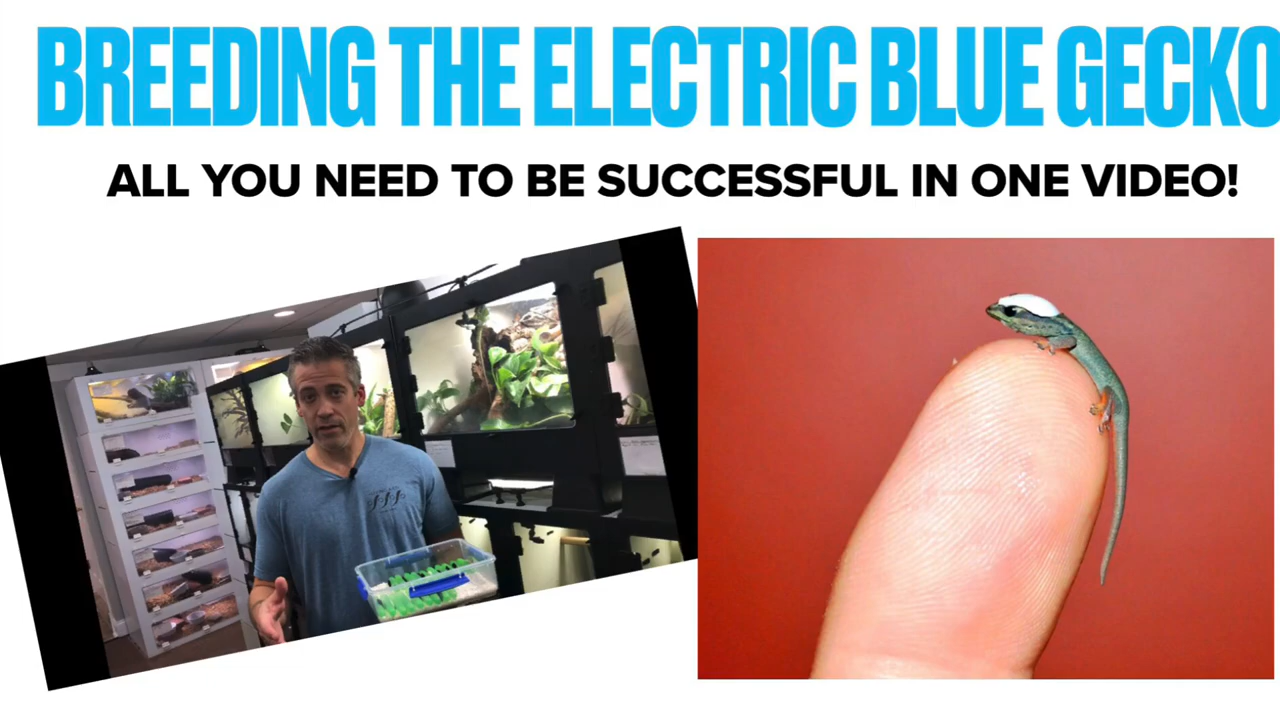 BREEDING THE ELECTRIC BLUE GECKO
ALL YOU NEED TO BE SUCCESSFUL IN ONE VIDEO!